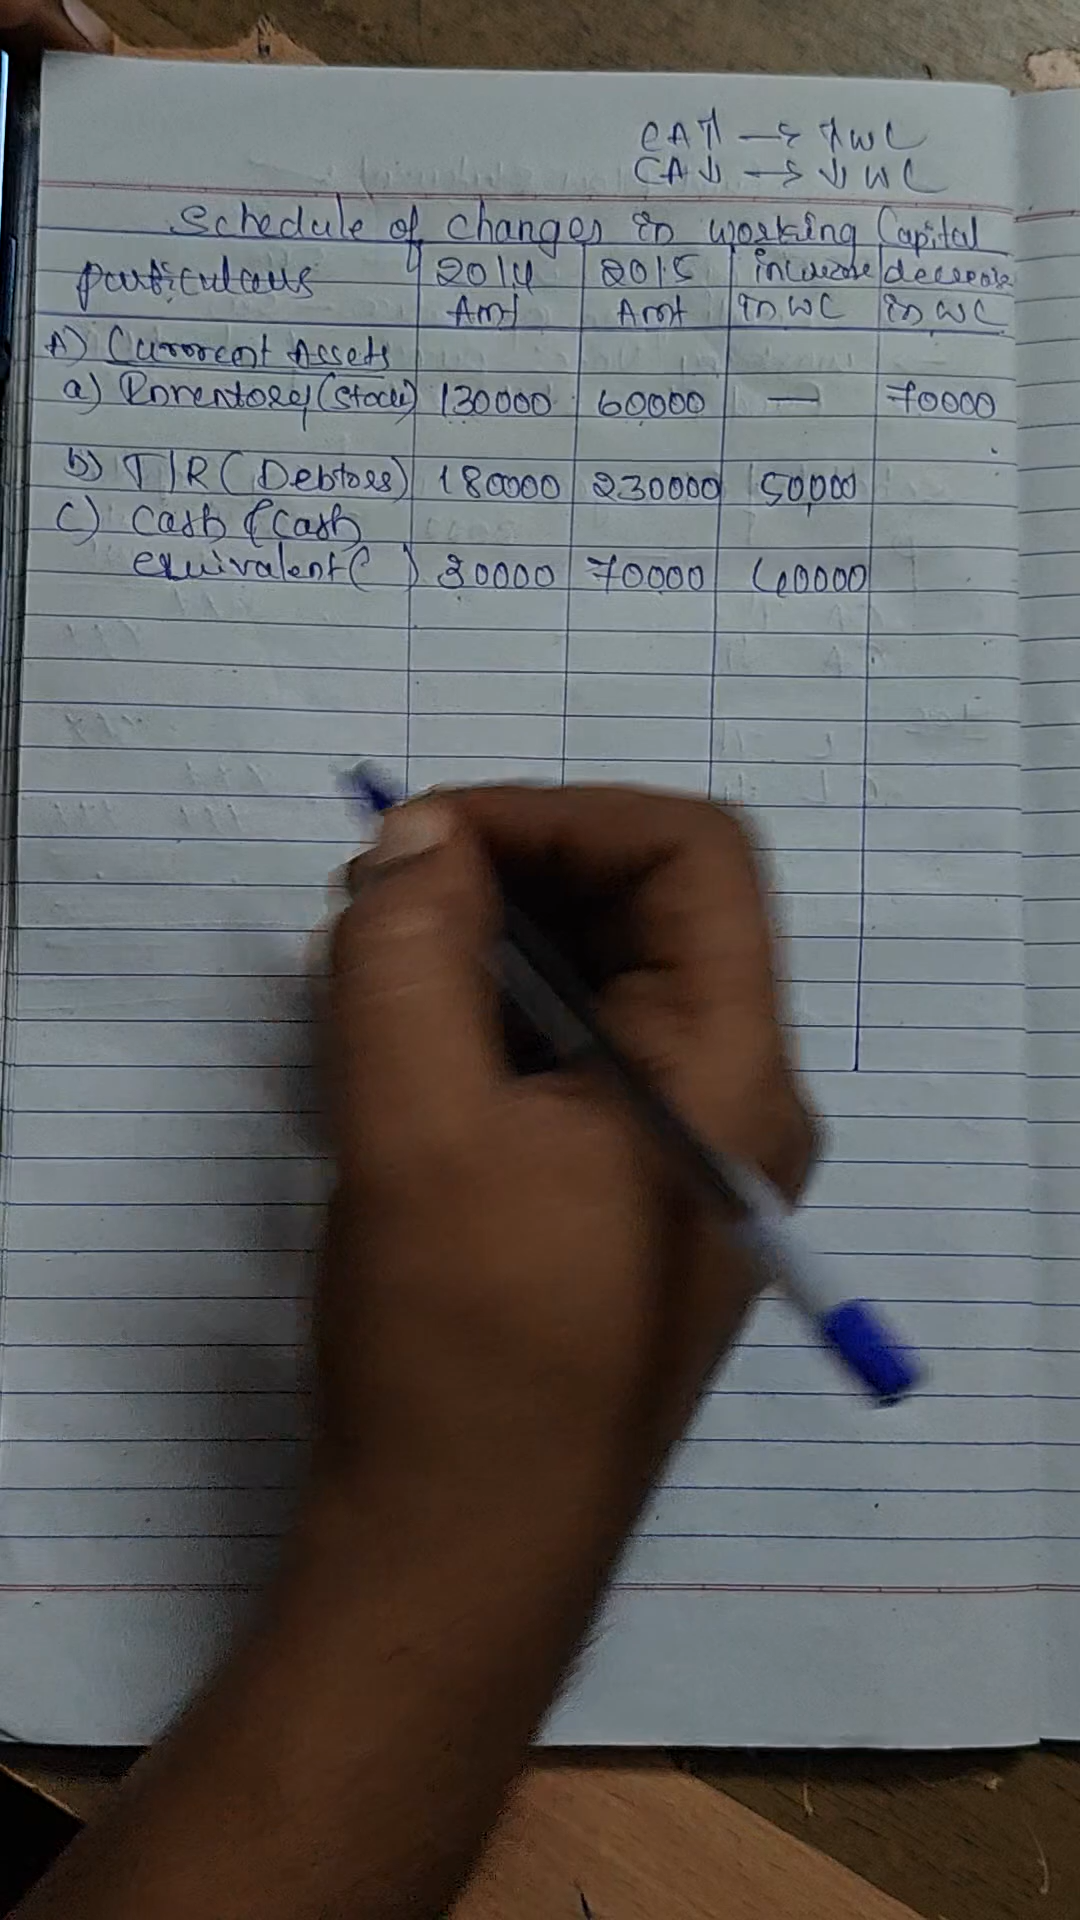 CA↑ → ↑WC
CA↓ → ↓WC
Schedule of changes in working Capital
particulars 2014 2015 increase decrease
Amt Amt in WC in WC
A) Current Assets
a) Inventory (Stock) 130000 60000 — 70000
b) T/R (Debtors) 180000 230000 50000
c) Cash & Cash
equivalent ( ) 30000 70000 40000